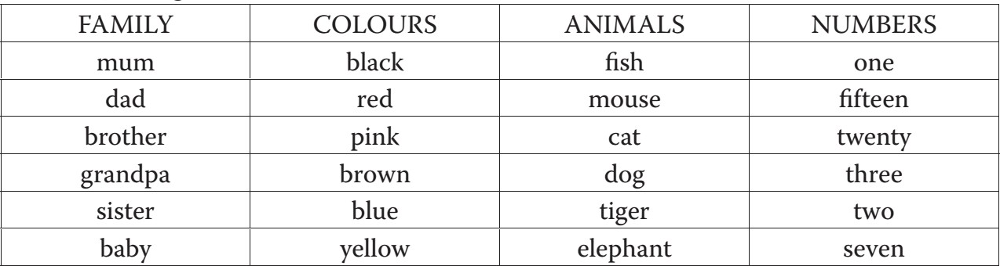 FAMILY COLOURS ANIMALS NUMBERS
mum black fish one
dad red mouse fifteen
brother pink cat twenty
grandpa brown dog three
sister blue tiger two
baby yellow elephant seven